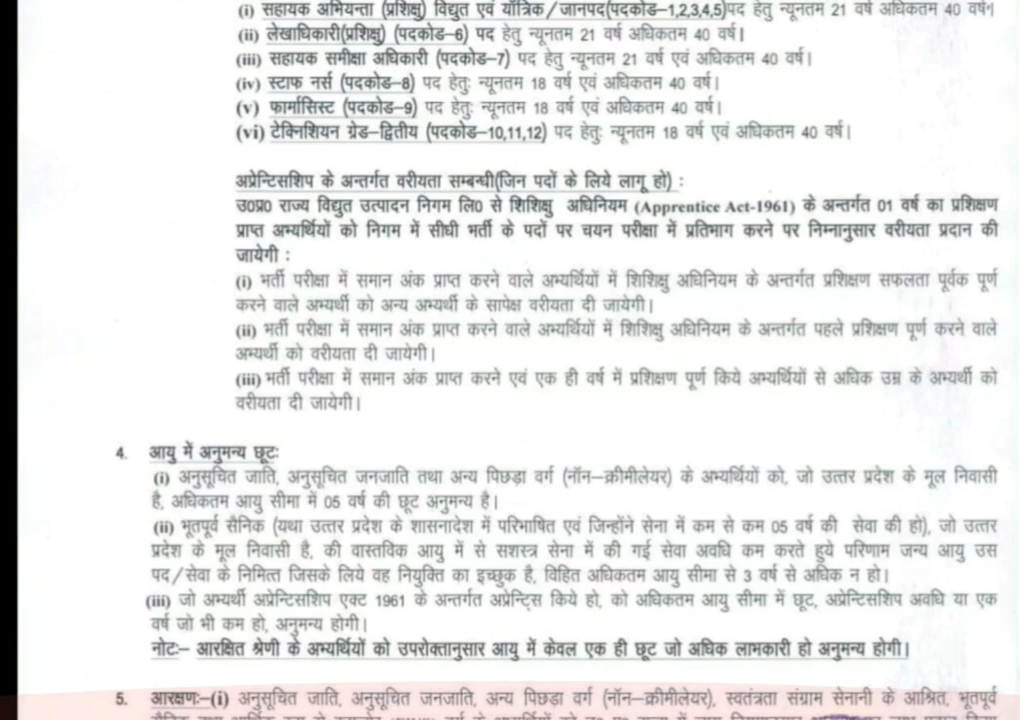 (i) सहायक अभियन्ता (प्रशिक्षु) विद्युत एवं यॉंत्रिक/जानपद(पदकोड–1,2,3,4,5)पद हेतु न्यूनतम 21 वर्ष अधिकतम 40 वर्ष।
(ii) लेखाधिकारी(प्रशिक्षु) (पदकोड–6) पद हेतु न्यूनतम 21 वर्ष अधिकतम 40 वर्ष।
(iii) सहायक समीक्षा अधिकारी (पदकोड–7) पद हेतु न्यूनतम 21 वर्ष एवं अधिकतम 40 वर्ष।
(iv) स्टाफ नर्स (पदकोड–8) पद हेतुः न्यूनतम 18 वर्ष एवं अधिकतम 40 वर्ष।
(v) फार्मासिस्ट (पदकोड–9) पद हेतुः न्यूनतम 18 वर्ष एवं अधिकतम 40 वर्ष।
(vi) टेक्निशियन ग्रेड–द्वितीय (पदकोड–10,11,12) पद हेतुः न्यूनतम 18 वर्ष एवं अधिकतम 40 वर्ष।
अप्रेन्टिसशिप के अन्तर्गत वरीयता सम्बन्धी(जिन पदों के लिये लागू हो) :
उ0प्र0 राज्य विद्युत उत्पादन निगम लि0 से शिशिक्षु अधिनियम (Apprentice Act-1961) के अन्तर्गत 01 वर्ष का प्रशिक्षण
प्राप्त अभ्यर्थियों को निगम में सीधी भर्ती के पदों पर चयन परीक्षा में प्रतिभाग करने पर निम्नानुसार वरीयता प्रदान की
जायेगी :
(i) भर्ती परीक्षा में समान अंक प्राप्त करने वाले अभ्यर्थियों में शिशिक्षु अधिनियम के अन्तर्गत प्रशिक्षण सफलता पूर्वक पूर्ण
करने वाले अभ्यर्थी को अन्य अभ्यर्थी के सापेक्ष वरीयता दी जायेगी।
(ii) भर्ती परीक्षा में समान अंक प्राप्त करने वाले अभ्यर्थियों में शिशिक्षु अधिनियम के अन्तर्गत पहले प्रशिक्षण पूर्ण करने वाले
अभ्यर्थी को वरीयता दी जायेगी।
(iii) भर्ती परीक्षा में समान अंक प्राप्त करने एवं एक ही वर्ष में प्रशिक्षण पूर्ण किये अभ्यर्थियों से अधिक उम्र के अभ्यर्थी को
वरीयता दी जायेगी।
4. आयु में अनुमन्य छूटः
(i) अनुसूचित जाति, अनुसूचित जनजाति तथा अन्य पिछड़ा वर्ग (नॉन–क्रीमीलेयर) के अभ्यर्थियों को, जो उत्तर प्रदेश के मूल निवासी
है, अधिकतम आयु सीमा में 05 वर्ष की छूट अनुमन्य है।
(ii) भूतपूर्व सैनिक (यथा उत्तर प्रदेश के शासनादेश में परिभाषित एवं जिन्होंने सेना में कम से कम 05 वर्ष की सेवा की हो), जो उत्तर
प्रदेश के मूल निवासी है, की वास्तविक आयु में से सशस्त्र सेना में की गई सेवा अवधि कम करते हुये परिणाम जन्य आयु उस
पद/सेवा के निमित्त जिसके लिये वह नियुक्ति का इच्छुक है, विहित अधिकतम आयु सीमा से 3 वर्ष से अधिक न हो।
(iii) जो अभ्यर्थी अप्रेन्टिसशिप एक्ट 1961 के अन्तर्गत अप्रेन्ट्सि किये हो, को अधिकतम आयु सीमा में छूट, अप्रेन्टिसशिप अवधि या एक
वर्ष जो भी कम हो, अनुमन्य होगी।
नोटः– आरक्षित श्रेणी के अभ्यर्थियों को उपरोक्तानुसार आयु में केवल एक ही छूट जो अधिक लाभकारी हो अनुमन्य होगी।
5. आरक्षणः–(i) अनुसूचित जाति, अनुसूचित जनजाति, अन्य पिछड़ा वर्ग (नॉन–क्रीमीलेयर), स्वतंत्रता संग्राम सेनानी के आश्रित, भूतपूर्व